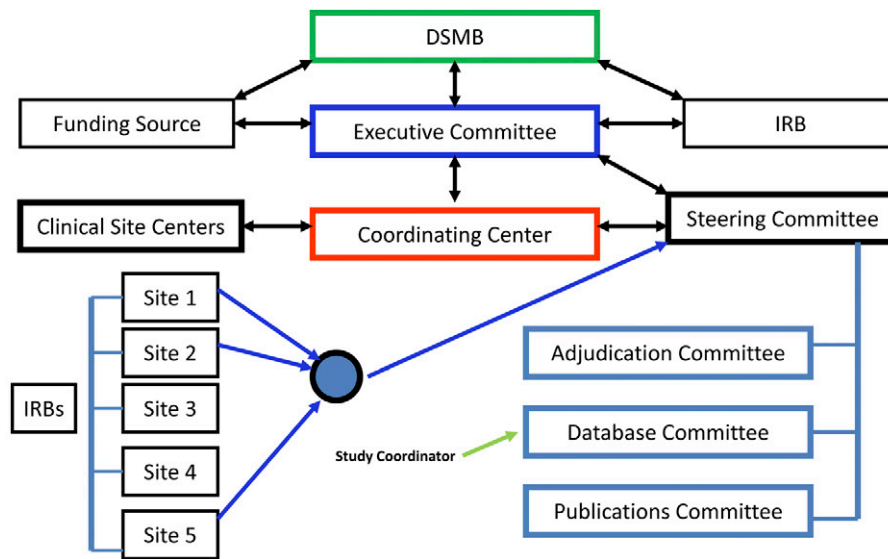 DSMB
Funding Source
Executive Committee
IRB
Clinical Site Centers
Coordinating Center
Steering Committee
Site 1
Site 2
Adjudication Committee
IRBs
Site 3
Database Committee
Study Coordinator
Site 4
Publications Committee
Site 5